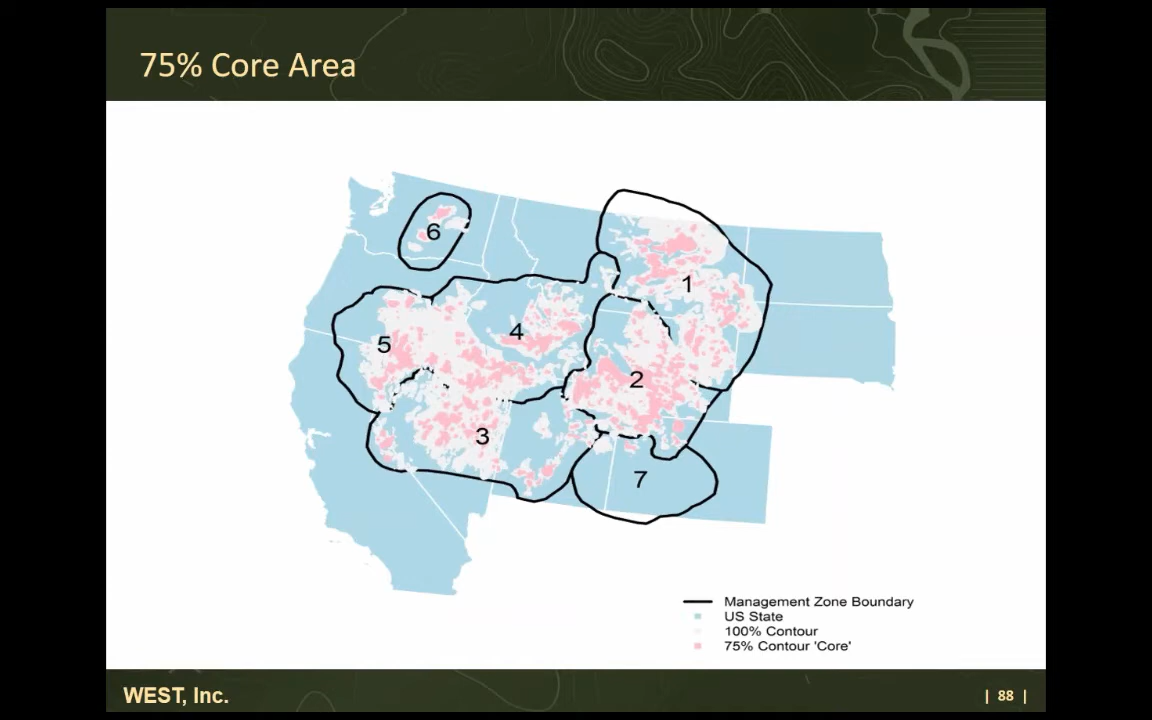 75% Core Area
6
1
4
5
2
3
7
Management Zone Boundary
US State
100% Contour
75% Contour 'Core'
WEST, Inc.
| 88 |